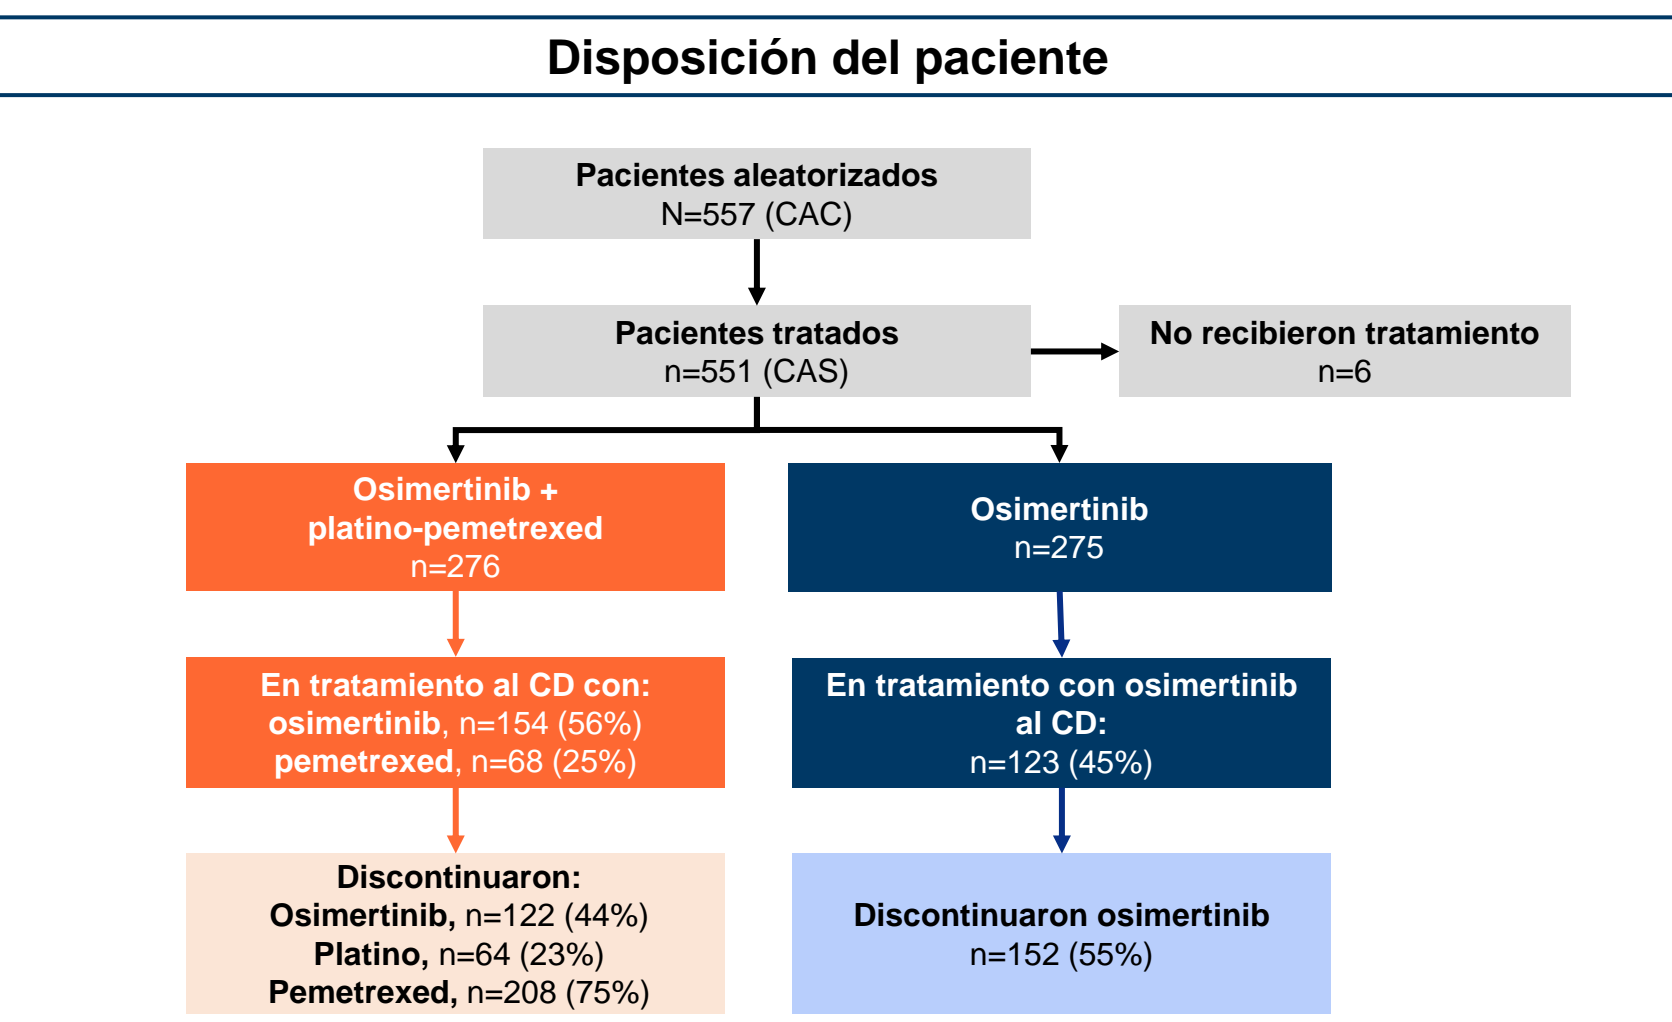 Disposición del paciente
Pacientes aleatorizados
N=557 (CAC)
Pacientes tratados
n=551 (CAS)
No recibieron tratamiento
n=6
Osimertinib +
platino-pemetrexed
n=276
Osimertinib
n=275
En tratamiento al CD con:
osimertinib, n=154 (56%)
pemetrexed, n=68 (25%)
En tratamiento con osimertinib
al CD:
n=123 (45%)
Discontinuaron:
Osimertinib, n=122 (44%)
Platino, n=64 (23%)
Pemetrexed, n=208 (75%)
Discontinuaron osimertinib
n=152 (55%)